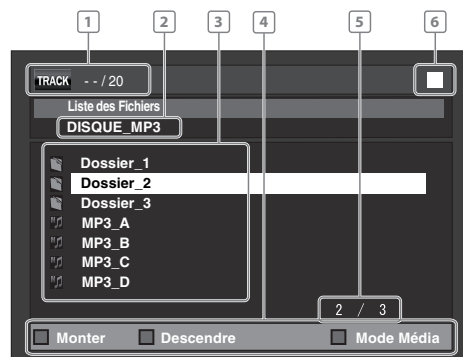 1 2 3 4 5 6
TRACK - - / 20
Liste des Fichiers
DISQUE_MP3
Dossier_1
Dossier_2
Dossier_3
MP3_A
MP3_B
MP3_C
MP3_D
2 / 3
Monter Descendre Mode Média